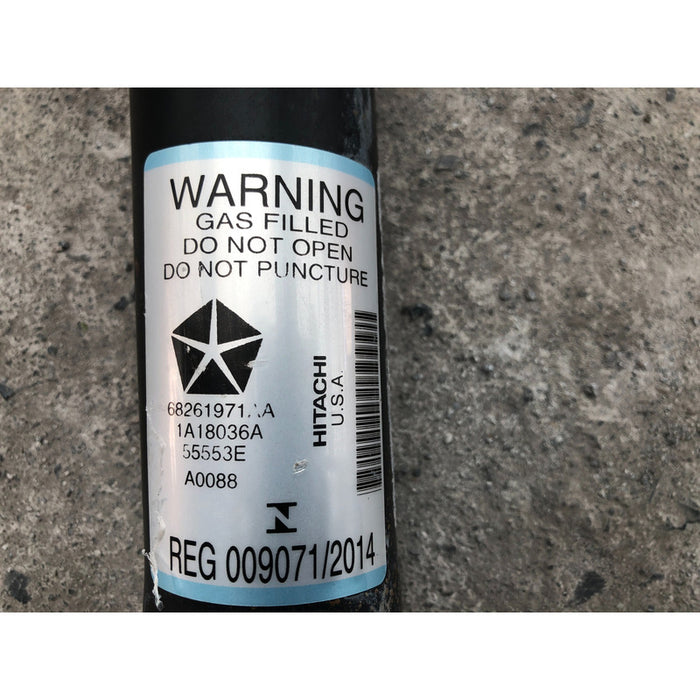 WARNING
GAS FILLED
DO NOT OPEN
DO NOT PUNCTURE
1A18036A
55553E
A0088
HITACHI
U.S.A.
REG 009071/2014